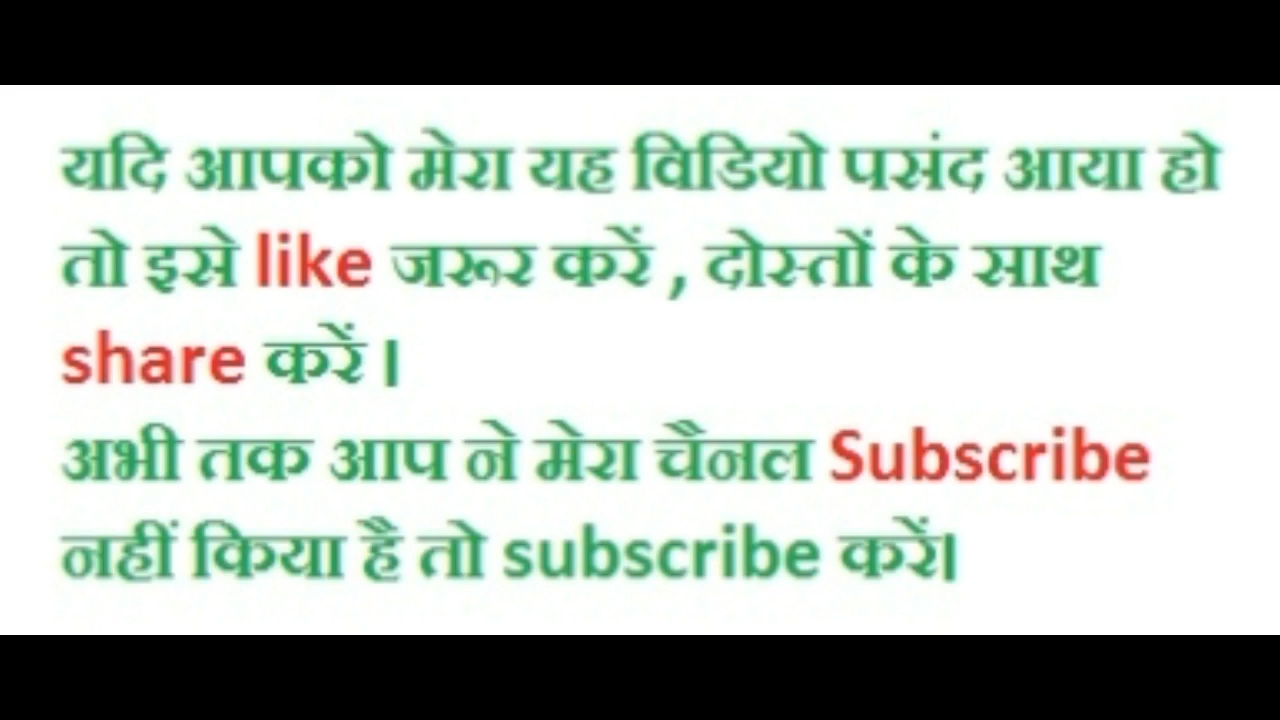 यदि आपको मेरा यह विडियो पसंद आया हो
तो इसे like जरूर करें , दोस्तों के साथ
share करें ।
अभी तक आप ने मेरा चैनल Subscribe
नहीं किया है तो subscribe करें।